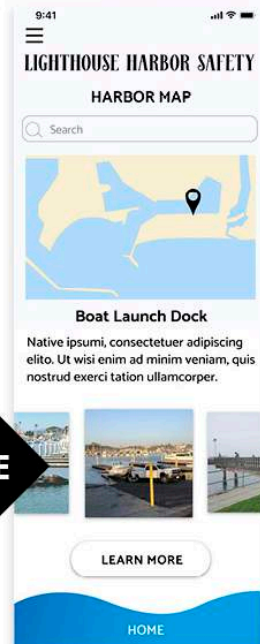 9:41
LIGHTHOUSE HARBOR SAFETY
HARBOR MAP
Search
Boat Launch Dock
Native ipsumi, consectetuer adipiscing
elito. Ut wisi enim ad minim veniam, quis
nostrud exerci tation ullamcorper.
E
LEARN MORE
HOME